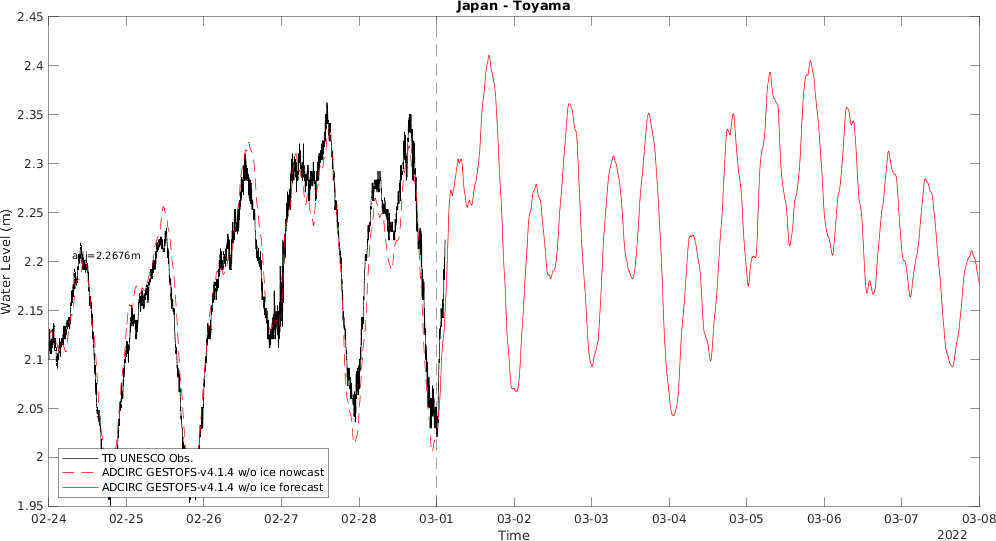 Japan - Toyama
2.45
2.4
2.35
2.3
2.25
2.2
2.15
2.1
2.05
2
1.95
Water Level (m)
adj=2.2676m
TD UNESCO Obs.
ADCIRC GESTOFS-v4.1.4 w/o ice nowcast
ADCIRC GESTOFS-v4.1.4 w/o ice forecast
02-24 02-25 02-26 02-27 02-28 03-01 03-02 03-03 03-04 03-05 03-06 03-07 03-08
Time
2022